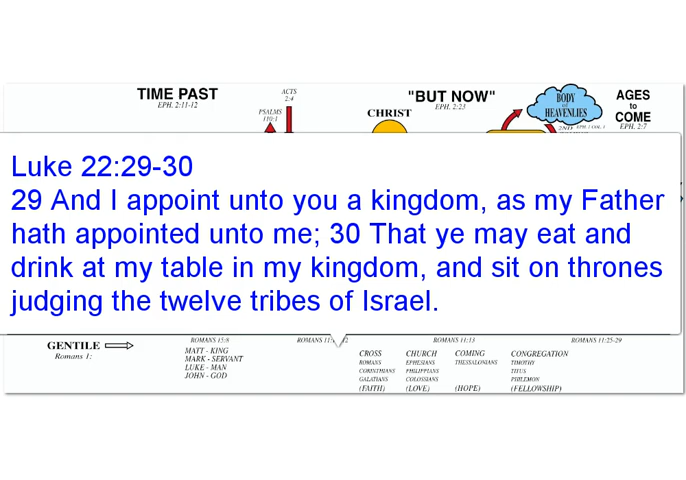 TIME PAST
EPH. 2:11-12
ACTS
2:4
PSALMS
110:1
"BUT NOW"
EPH. 2:23
CHRIST
BODY
of
HEAVENLIES
AGES
to
COME
EPH. 2:7
Luke 22:29-30
29 And I appoint unto you a kingdom, as my Father
hath appointed unto me; 30 That ye may eat and
drink at my table in my kingdom, and sit on thrones
judging the twelve tribes of Israel.
GENTILE
Romans 1:
ROMANS 15:8
MATT - KING
MARK - SERVANT
LUKE - MAN
JOHN - GOD
ROMANS 11:13
ROMANS 11:25-29
CROSS
ROMANS
CORINTHIANS
GALATIANS
(FAITH)
CHURCH
EPHESIANS
PHILIPPIANS
COLOSSIANS
(LOVE)
COMING
THESSALONIANS
(HOPE)
CONGREGATION
TIMOTHY
TITUS
PHILEMON
(FELLOWSHIP)